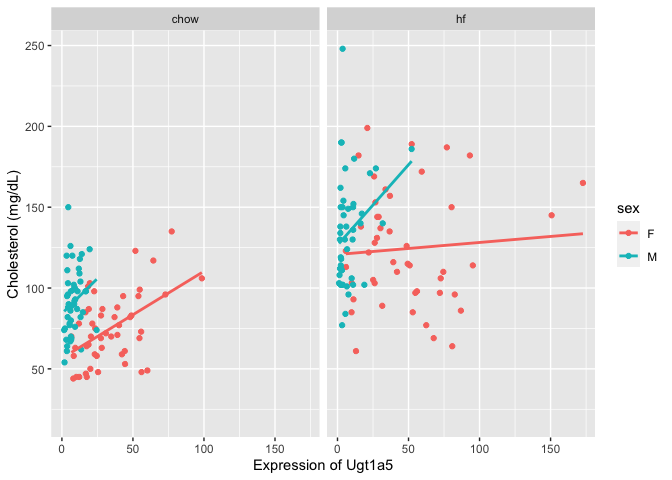 chow hf
250
200
150
100
50
Cholesterol (mg/dL)
sex
F
M
0 50 100 150 0 50 100 150
Expression of Ugt1a5